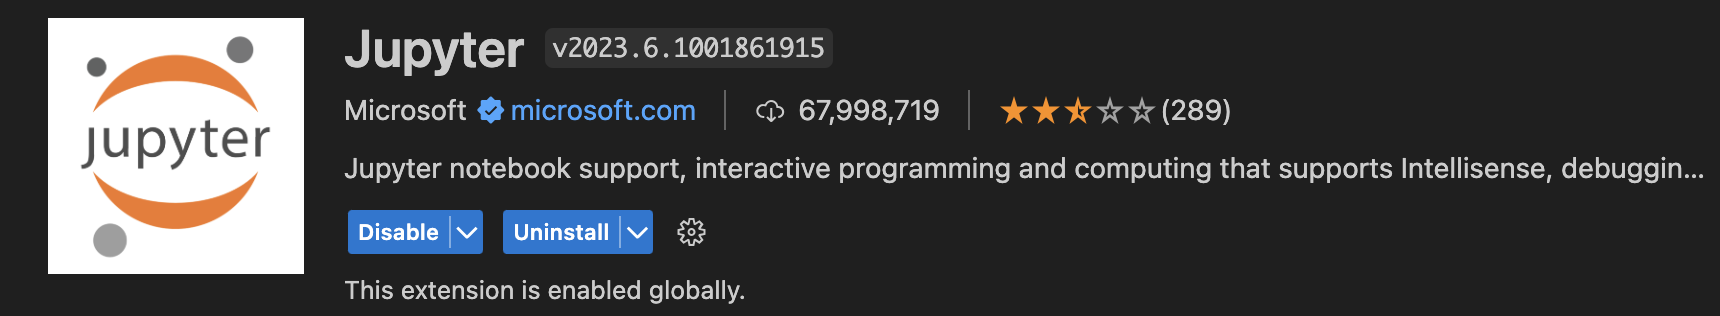 jupyter
Jupyter v2023.6.1001861915
Microsoft microsoft.com 67,998,719 (289)
Jupyter notebook support, interactive programming and computing that supports Intellisense, debuggin...
Disable Uninstall
This extension is enabled globally.